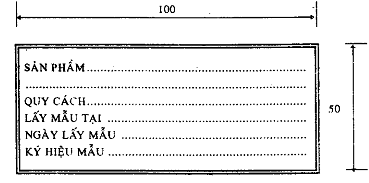 100
SẢN PHẨM..........................................................
..........................................................................
QUY CÁCH..........................................................
LẤY MẪU TẠI ......................................................
NGÀY LẤY MẪU ...................................................
KÝ HIỆU MẪU .....................................................
50